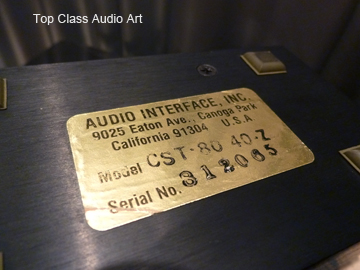 Top Class Audio Art
AUDIO INTERFACE, INC.
9025 Eaton Ave., Canoga Park
California 91304 U.S.A
Model CST-80 40-Z
Serial No. 312065